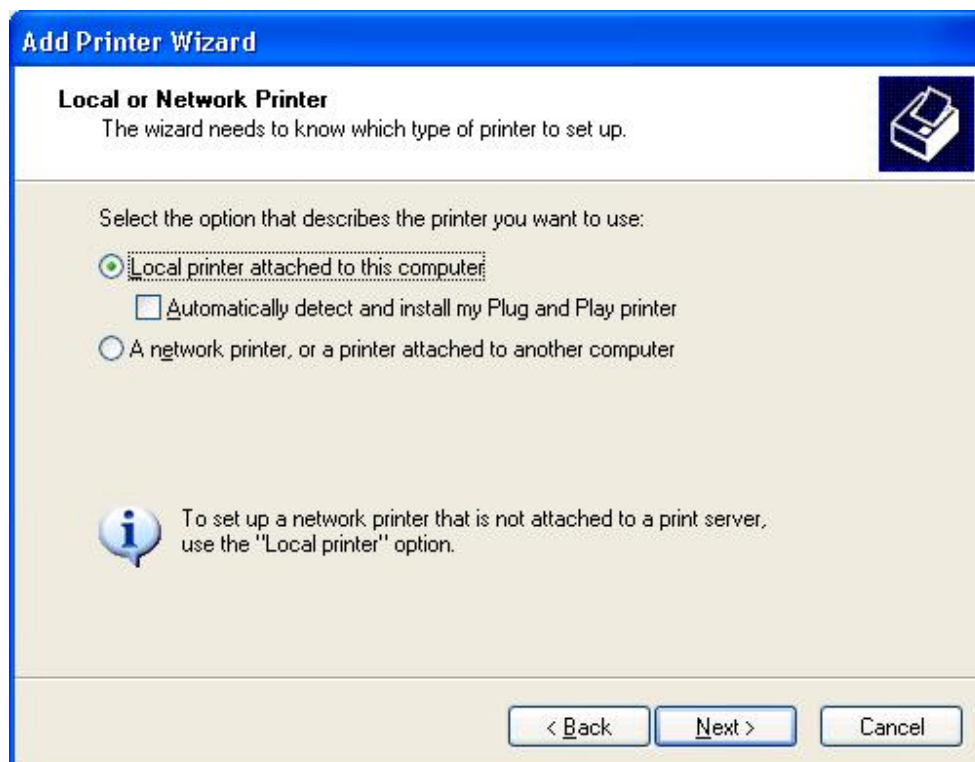 Add Printer Wizard
Local or Network Printer
The wizard needs to know which type of printer to set up.
Select the option that describes the printer you want to use:
Local printer attached to this computer
Automatically detect and install my Plug and Play printer
A network printer, or a printer attached to another computer
To set up a network printer that is not attached to a print server,
use the "Local printer" option.
< Back Next > Cancel